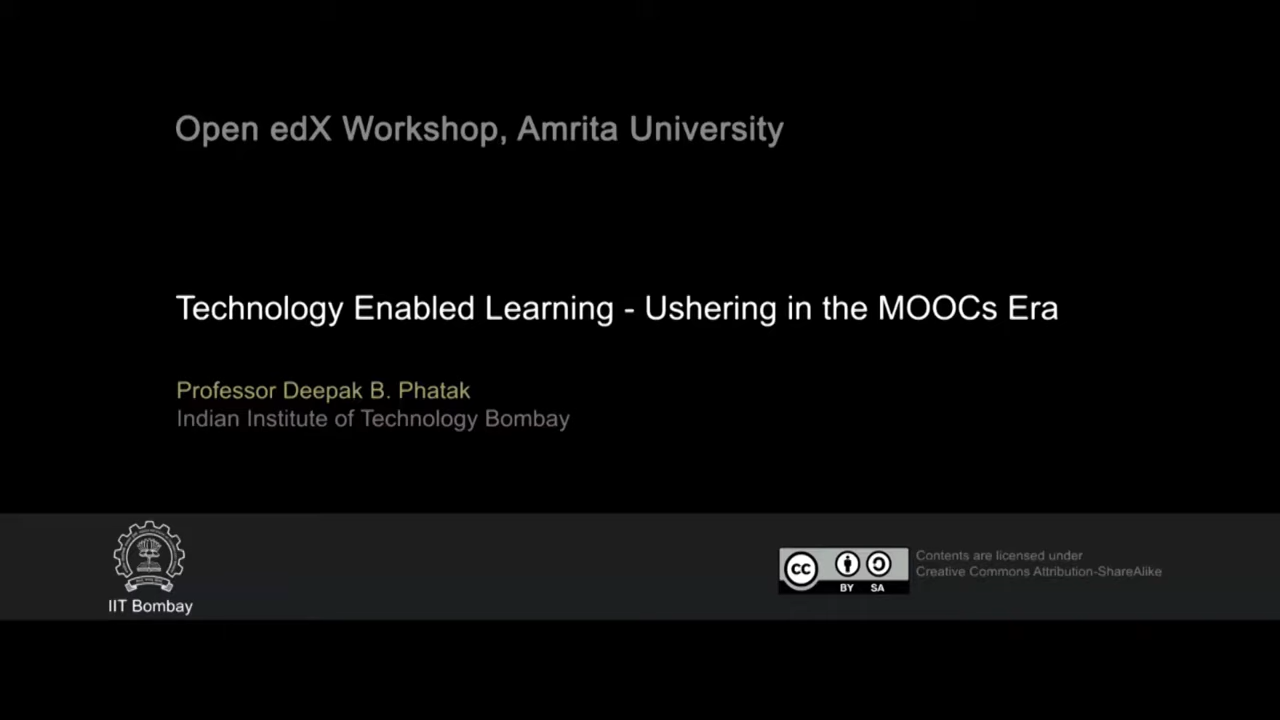 Open edX Workshop, Amrita University
Technology Enabled Learning - Ushering in the MOOCs Era
Professor Deepak B. Phatak
Indian Institute of Technology Bombay
IIT Bombay
cc
BY SA
Contents are licensed under
Creative Commons Attribution-ShareAlike